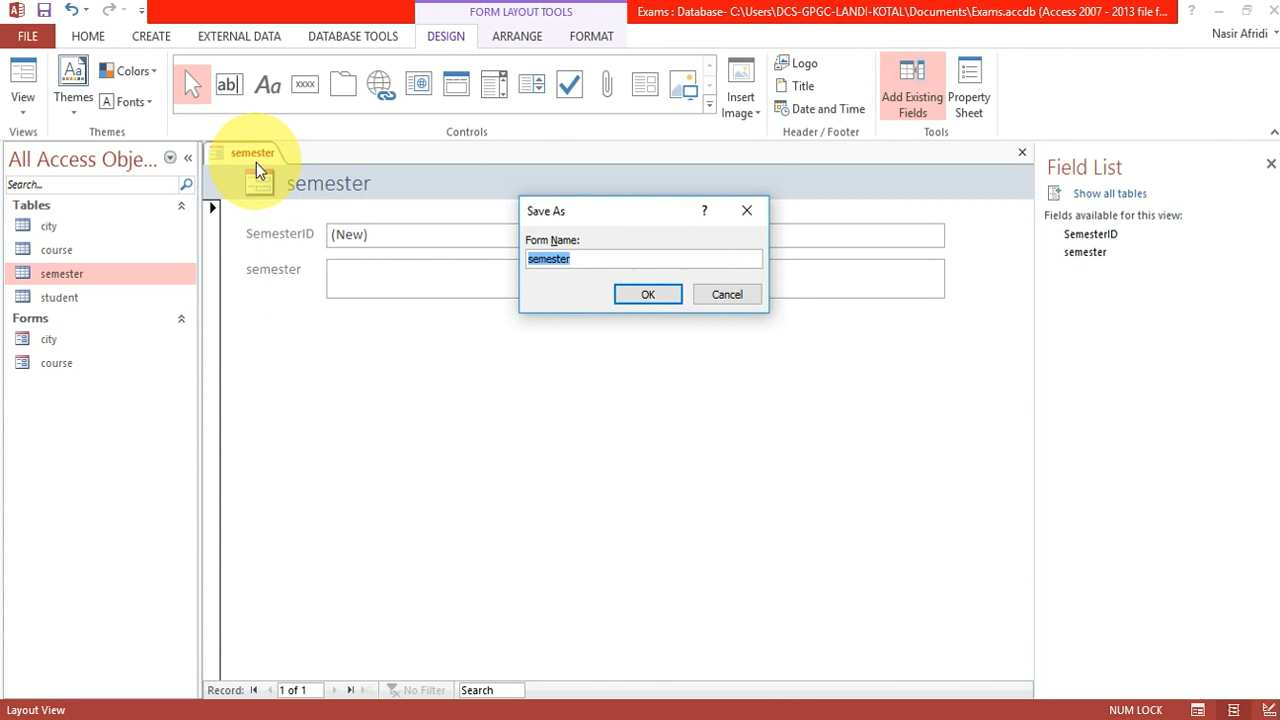 FORM LAYOUT TOOLS
Exams : Database- C:\Users\DCS-GPGC-LANDI-KOTAL\Documents\Exams.accdb (Access 2007 - 2013 file f...
?
FILE HOME CREATE EXTERNAL DATA DATABASE TOOLS DESIGN ARRANGE FORMAT Nasir Afridi
View
Views
Aa
Themes
Colors
A Fonts
Themes
ab|
Aa
xxxx
Controls
Insert
Image
Logo
Title
Date and Time
Header / Footer
Add Existing
Fields
Property
Sheet
Tools
All Access Obje...
Search...
Tables
city
course
semester
student
Forms
city
course
semester
semester
SemesterID
(New)
semester
Save As
?
Form Name:
semester
OK
Cancel
Field List
Show all tables
Fields available for this view:
SemesterID
semester
Record: 1 of 1 No Filter Search
Layout View
NUM LOCK